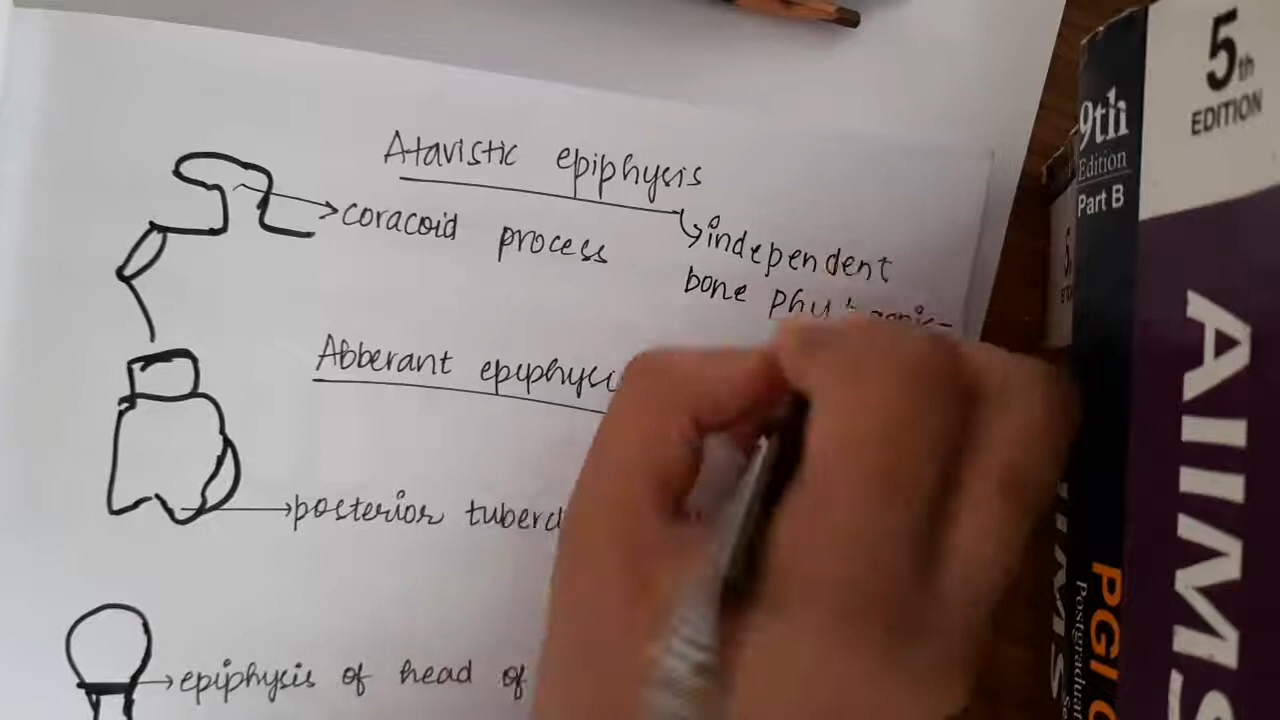 Atavistic epiphysis
coracoid process
independent
bone
Abberant
posterior
epiphysis of head of
5th
EDITION
9th
Edition
Part B
AIIMS
PGI
AIIMS